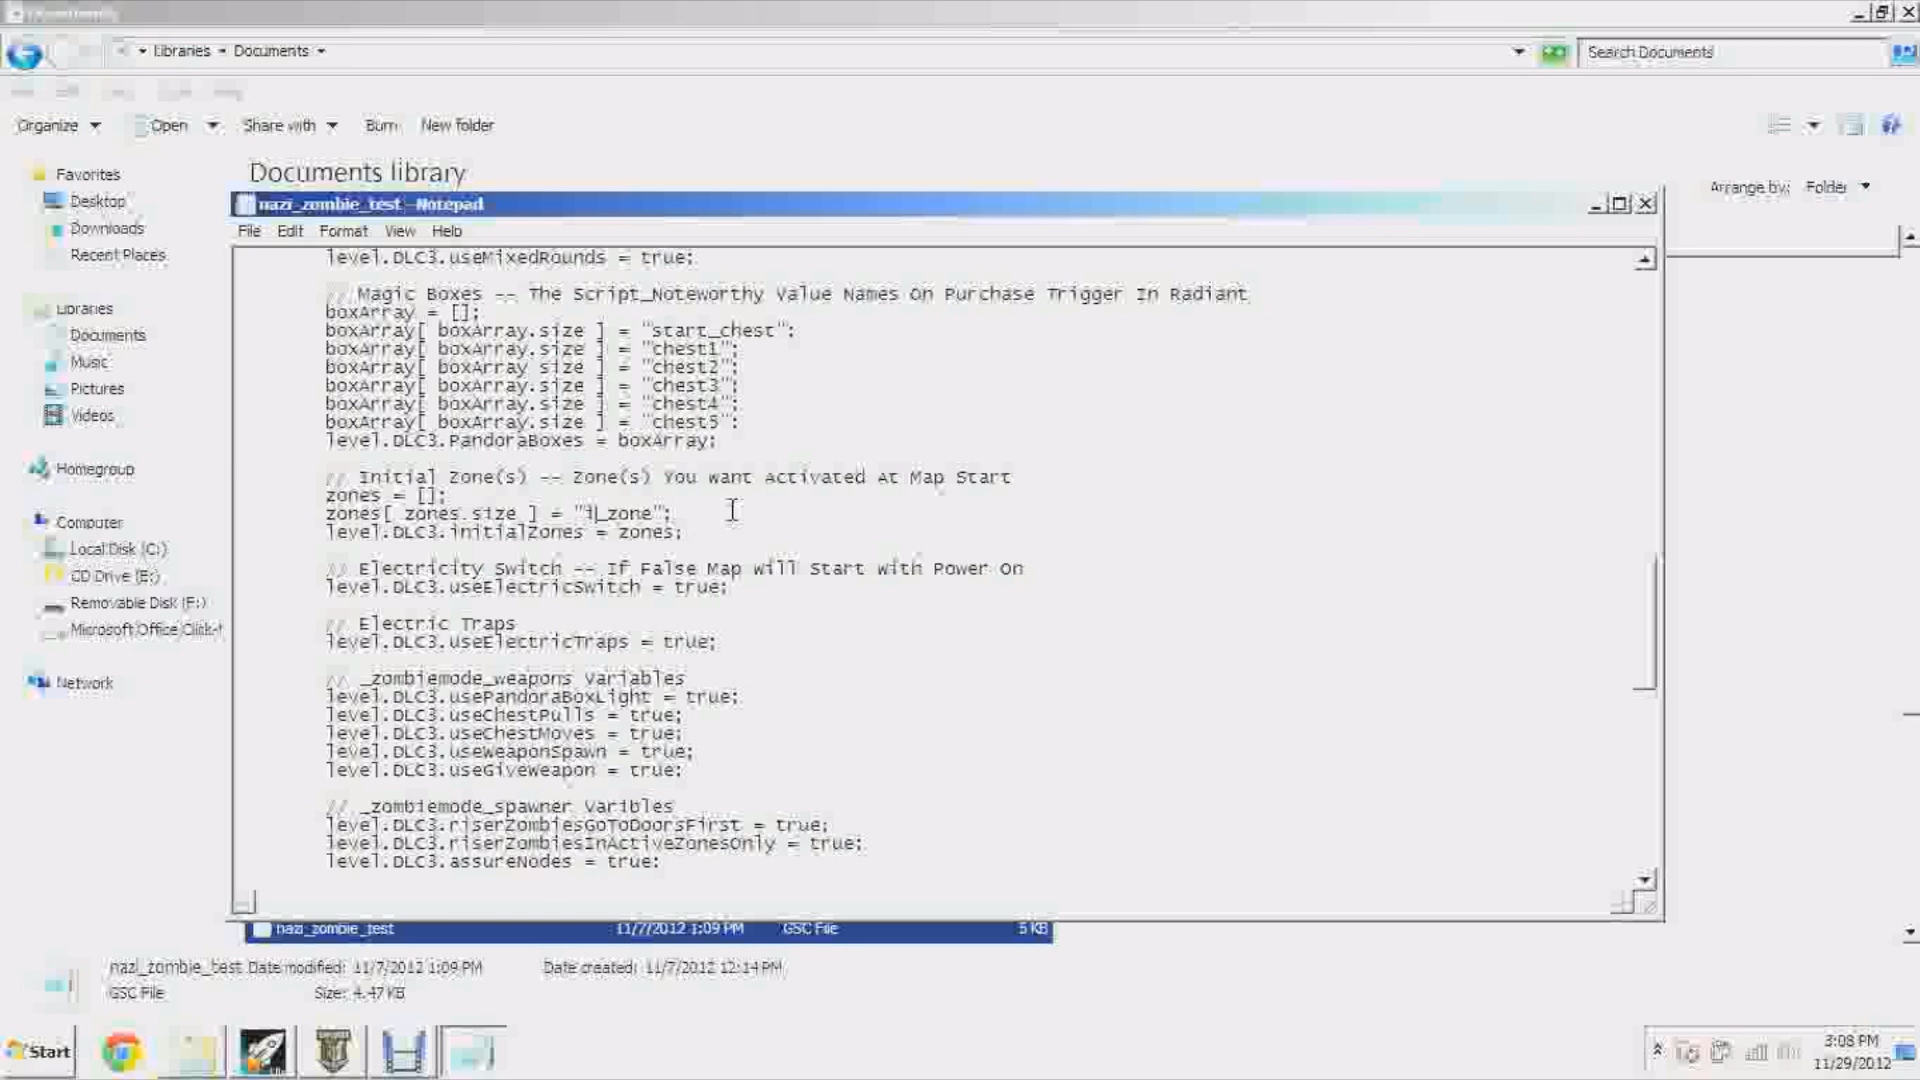 Libraries Documents
Search Documents
Organize Open Share with Burn New folder
Documents library
Arrange by: Folder
Favorites
Desktop
Downloads
Recent Places
Libraries
Documents
Music
Pictures
Videos
Homegroup
Computer
Local Disk (C:)
CD Drive (E:)
Removable Disk (F:)
Microsoft Office Click-t
Network
nazi_zombie_test - Notepad
File Edit Format View Help
level.DLC3.useMixedRounds = true;
// Magic Boxes -- The Script_Noteworthy Value Names On Purchase Trigger In Radiant
boxArray = [];
boxArray[ boxArray.size ] = "start_chest";
boxArray[ boxArray.size ] = "chest1";
boxArray[ boxArray.size ] = "chest2";
boxArray[ boxArray.size ] = "chest3";
boxArray[ boxArray.size ] = "chest4";
boxArray[ boxArray.size ] = "chest5";
level.DLC3.PandoraBoxes = boxArray;
// Initial Zone(s) -- Zone(s) You Want Activated At Map Start
zones = [];
zones[ zones.size ] = "i_zone";
level.DLC3.initialZones = zones;
// Electricity Switch -- If False Map Will Start With Power On
level.DLC3.useElectricSwitch = true;
// Electric Traps
level.DLC3.useElectricTraps = true;
// _zombiemode_weapons Variables
level.DLC3.usePandoraBoxLight = true;
level.DLC3.useChestPulls = true;
level.DLC3.useChestMoves = true;
level.DLC3.useWeaponSpawn = true;
level.DLC3.useGiveWeapon = true;
// _zombiemode_spawner Varibles
level.DLC3.riserZombiesGoToDoorsFirst = true;
level.DLC3.riserZombiesInActiveZonesOnly = true;
level.DLC3.assureNodes = true;
nazi_zombie_test 11/7/2012 1:09 PM GSC File 5 KB
nazi_zombie_test Date modified: 11/7/2012 1:09 PM Date created: 11/7/2012 12:14 PM
GSC File Size: 4.47 KB
Start
3:08 PM
11/29/2012